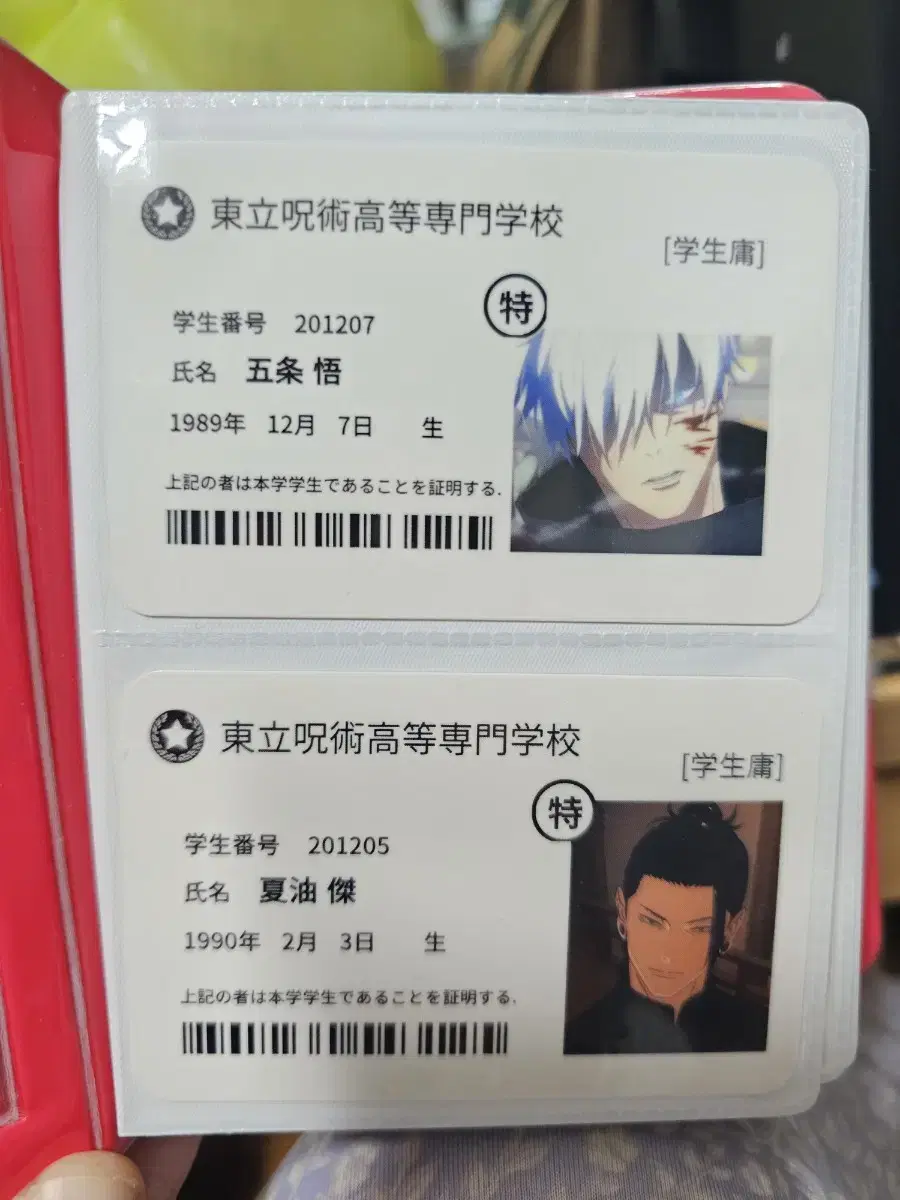 東立呪術高等専門学校
[学生庸]
特
学生番号 201207
氏名 五条 悟
1989年 12月 7日 生
上記の者は本学学生であることを証明する.
東立呪術高等専門学校
[学生庸]
特
学生番号 201205
氏名 夏油 傑
1990年 2月 3日 生
上記の者は本学学生であることを証明する.